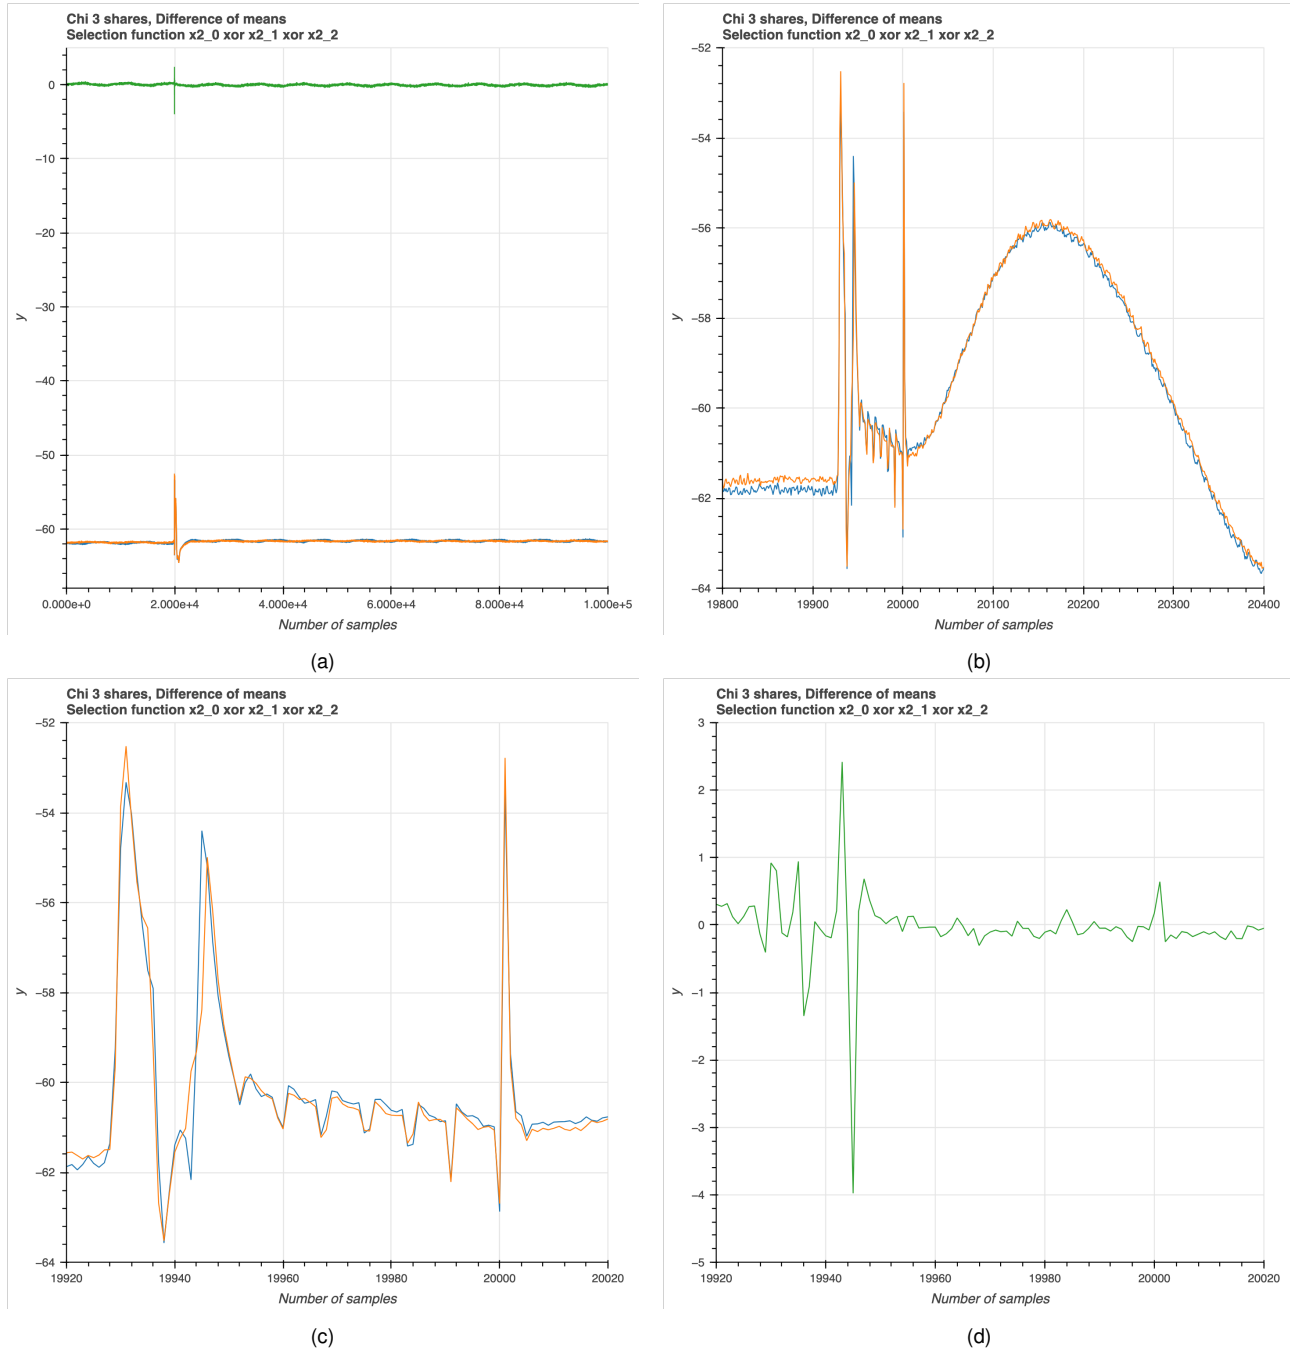 Chi 3 shares, Difference of means
Selection function x2_0 xor x2_1 xor x2_2
0
−10
−20
−30
−40
−50
−60
y
0.000e+0
2.000e+4
4.000e+4
6.000e+4
8.000e+4
1.000e+5
Number of samples
(a)
Chi 3 shares, Difference of means
Selection function x2_0 xor x2_1 xor x2_2
−52
−54
−56
−58
−60
−62
−64
y
19800
19900
20000
20100
20200
20300
20400
Number of samples
(b)
Chi 3 shares, Difference of means
Selection function x2_0 xor x2_1 xor x2_2
−52
−54
−56
−58
−60
−62
−64
y
19920
19940
19960
19980
20000
20020
Number of samples
(c)
Chi 3 shares, Difference of means
Selection function x2_0 xor x2_1 xor x2_2
3
2
1
0
−1
−2
−3
−4
−5
y
19920
19940
19960
19980
20000
20020
Number of samples
(d)